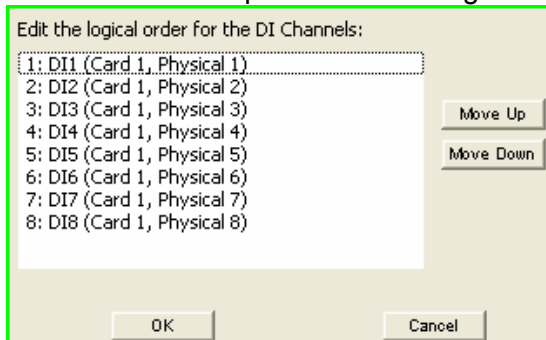 Edit the logical order for the DI Channels:
1: DI1 (Card 1, Physical 1)
2: DI2 (Card 1, Physical 2)
3: DI3 (Card 1, Physical 3)
4: DI4 (Card 1, Physical 4)
5: DI5 (Card 1, Physical 5)
6: DI6 (Card 1, Physical 6)
7: DI7 (Card 1, Physical 7)
8: DI8 (Card 1, Physical 8)
Move Up
Move Down
OK
Cancel